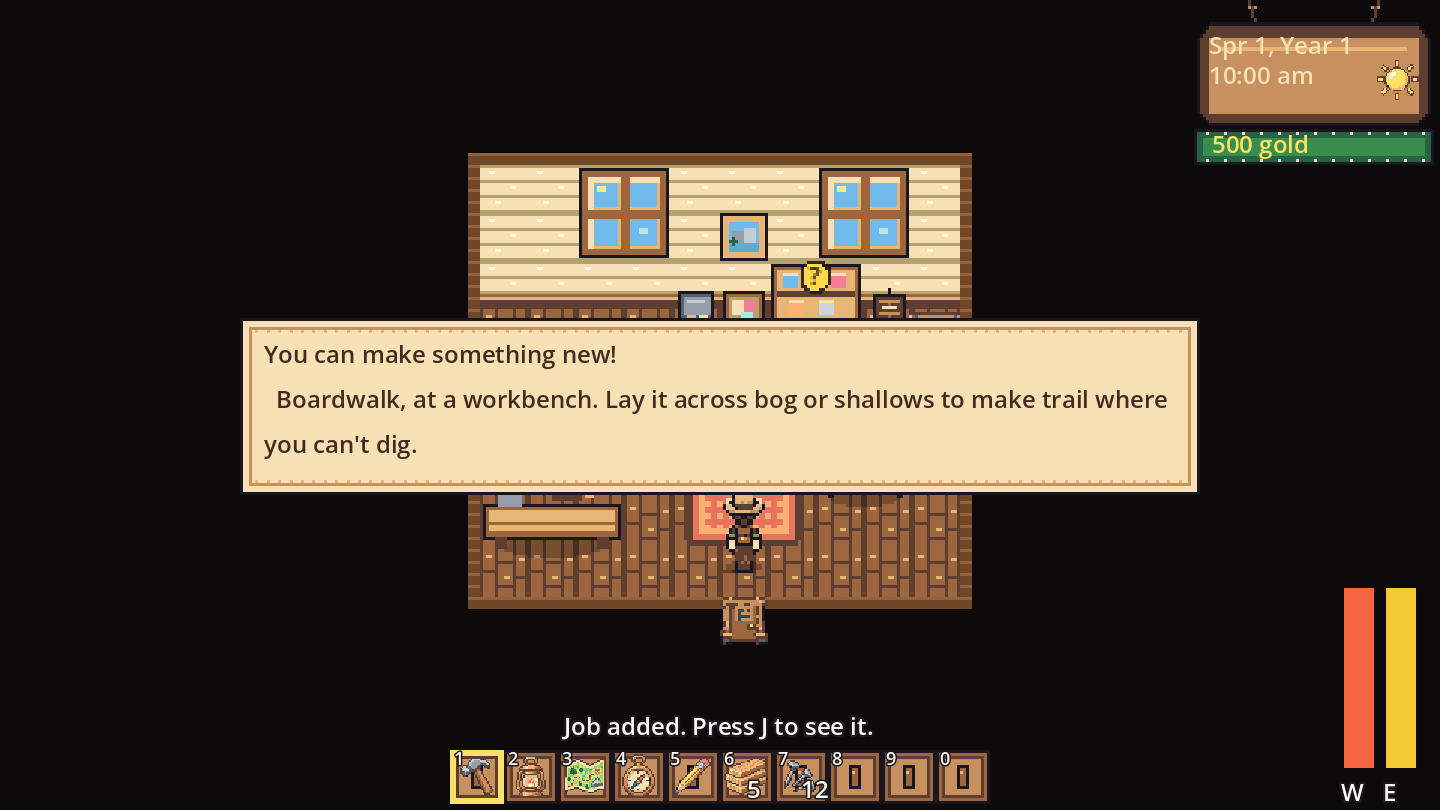 Spr 1, Year 1
10:00 am
500 gold
?
You can make something new!
Boardwalk, at a workbench. Lay it across bog or shallows to make trail where
you can't dig.
Job added. Press J to see it.
1 2 3 4 5 6 7 8 9 0
5 12
W E